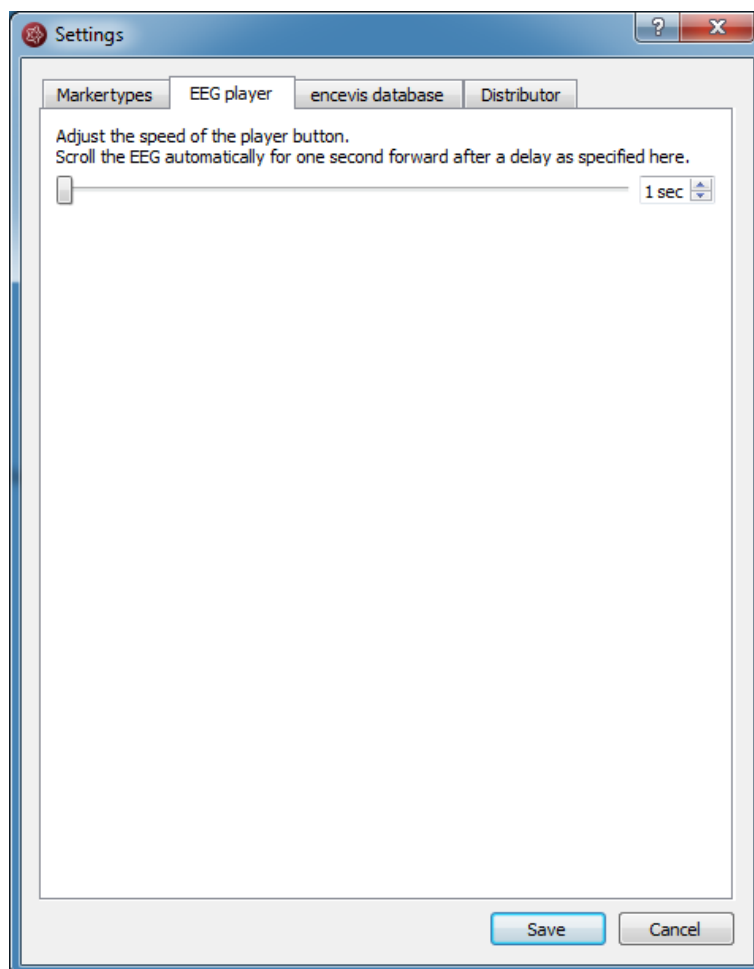 Settings
Markertypes EEG player encevis database Distributor
Adjust the speed of the player button.
Scroll the EEG automatically for one second forward after a delay as specified here.
1 sec
Save Cancel